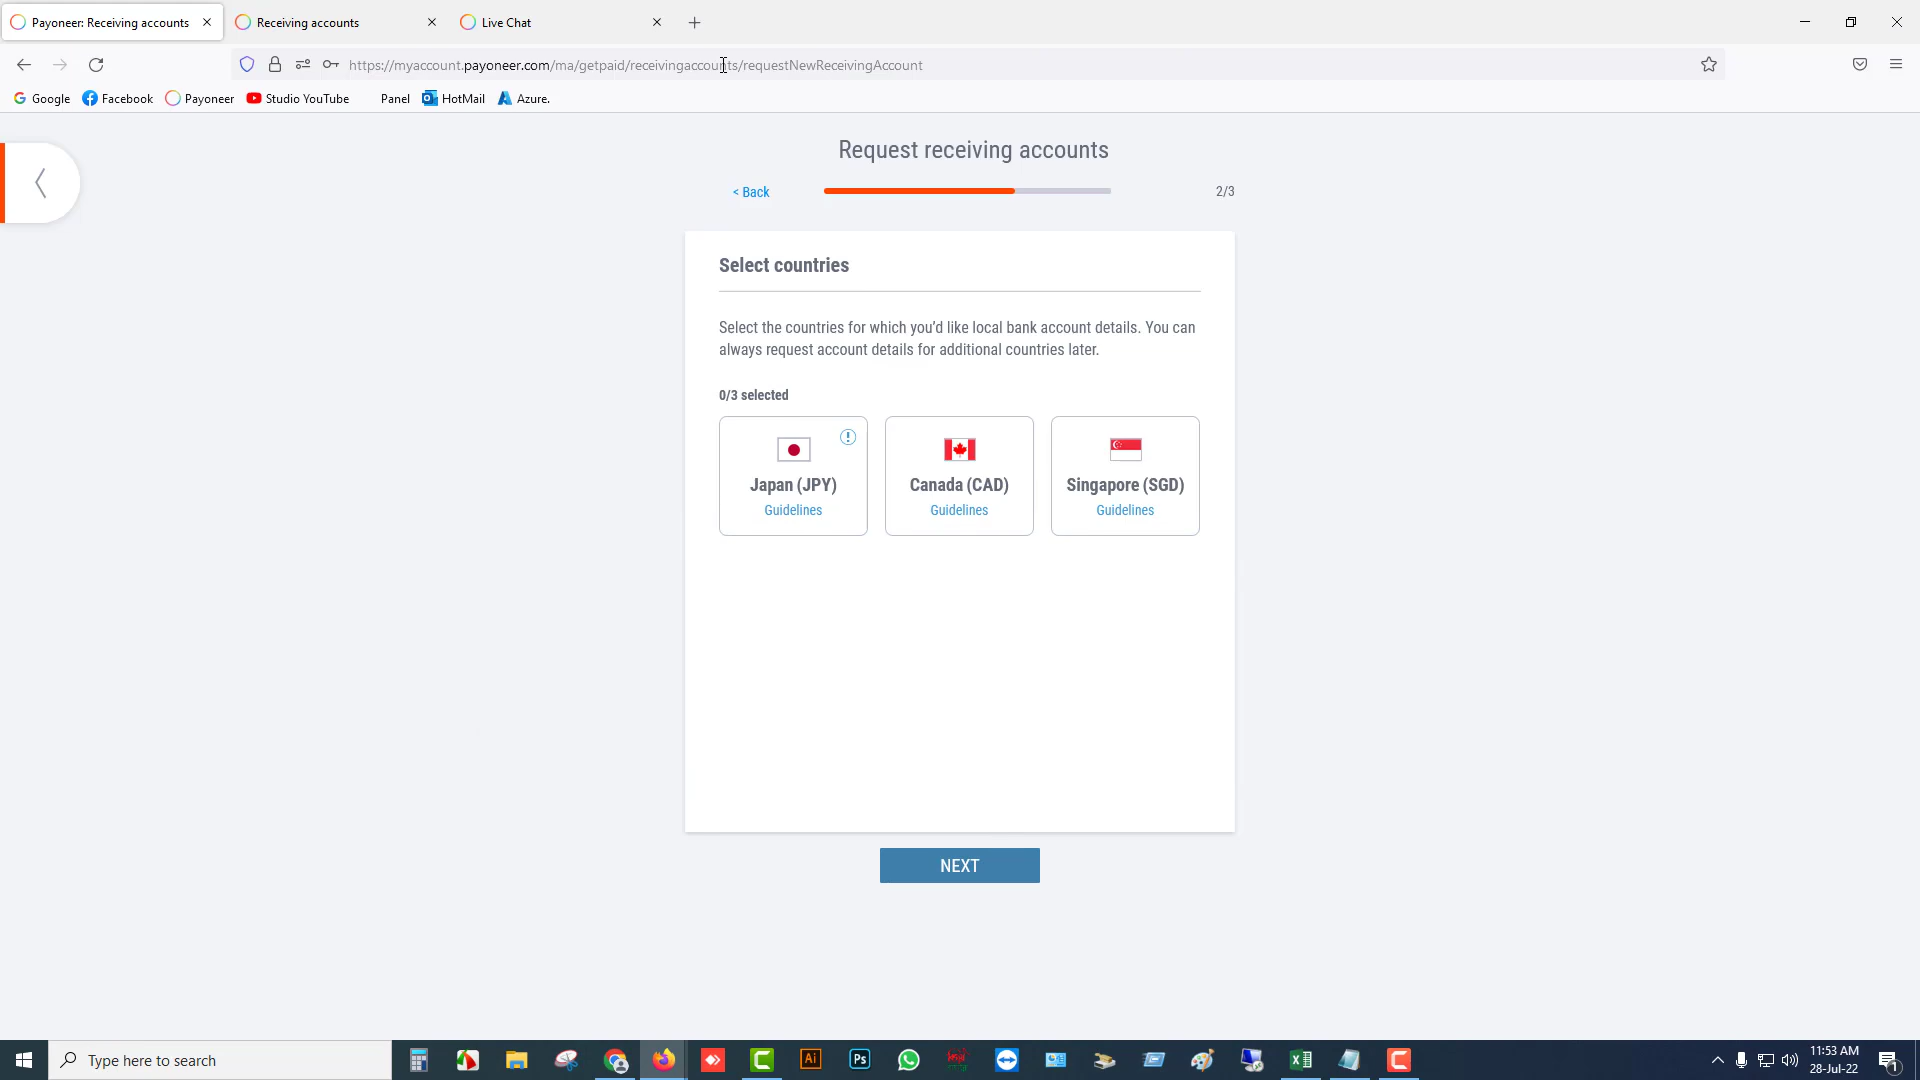 Payoneer: Receiving accounts
Receiving accounts
Live Chat
https://myaccount.payoneer.com/ma/getpaid/receivingaccounts/requestNewReceivingAccount
Google
Facebook
Payoneer
Studio YouTube
Panel
HotMail
Azure.
Request receiving accounts
< Back
2/3
Select countries
Select the countries for which you'd like local bank account details. You can
always request account details for additional countries later.
0/3 selected
Japan (JPY)
Canada (CAD)
Singapore (SGD)
Guidelines
Guidelines
Guidelines
NEXT
Type here to search
Ai
Ps
11:53 AM
28-Jul-22
1